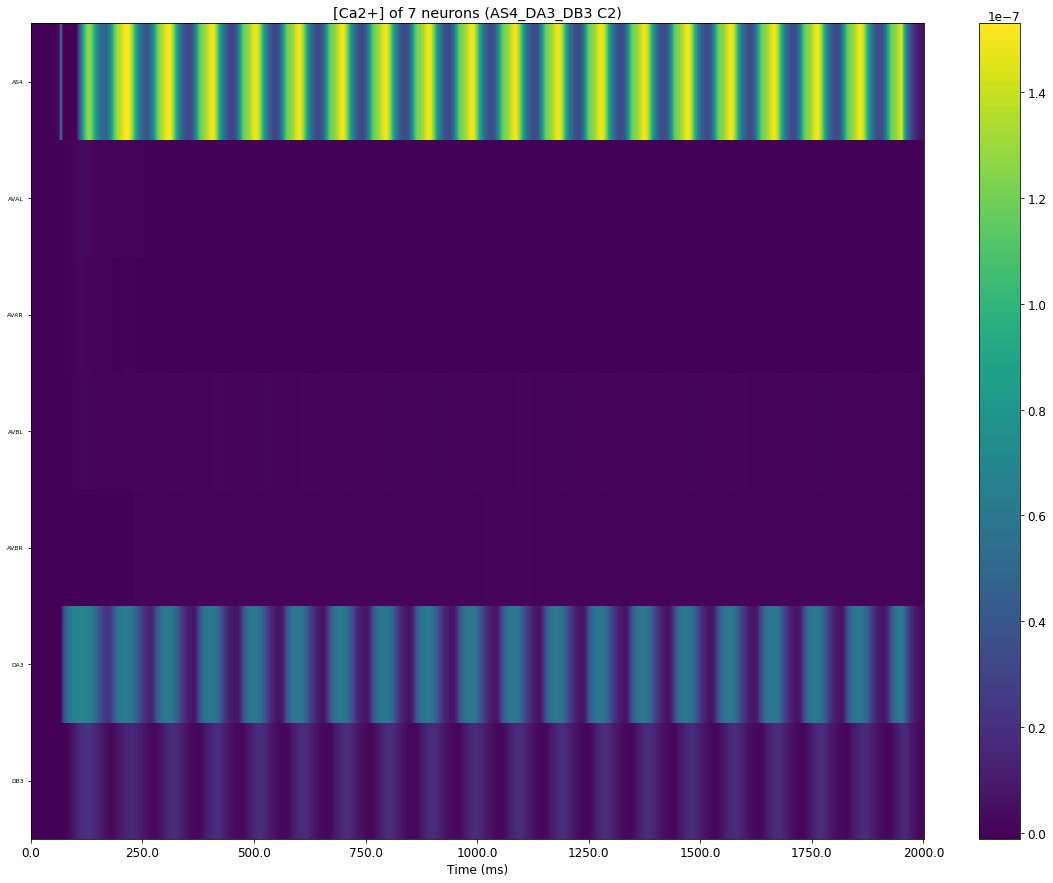 [Ca2+] of 7 neurons (AS4_DA3_DB3 C2)
1e−7
AS4
AVAL
AVAR
AVBL
AVBR
DA3
DB3
0.0 250.0 500.0 750.0 1000.0 1250.0 1500.0 1750.0 2000.0
Time (ms)
1.4
1.2
1.0
0.8
0.6
0.4
0.2
0.0